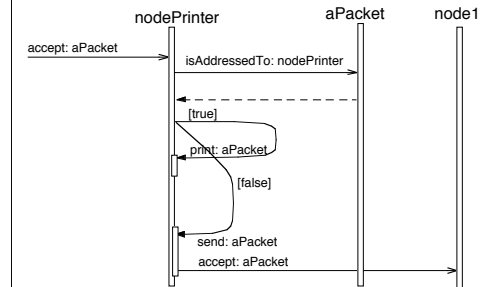 nodePrinter
aPacket
node1
accept: aPacket
isAddressedTo: nodePrinter
[true]
print: aPacket
[false]
send: aPacket
accept: aPacket